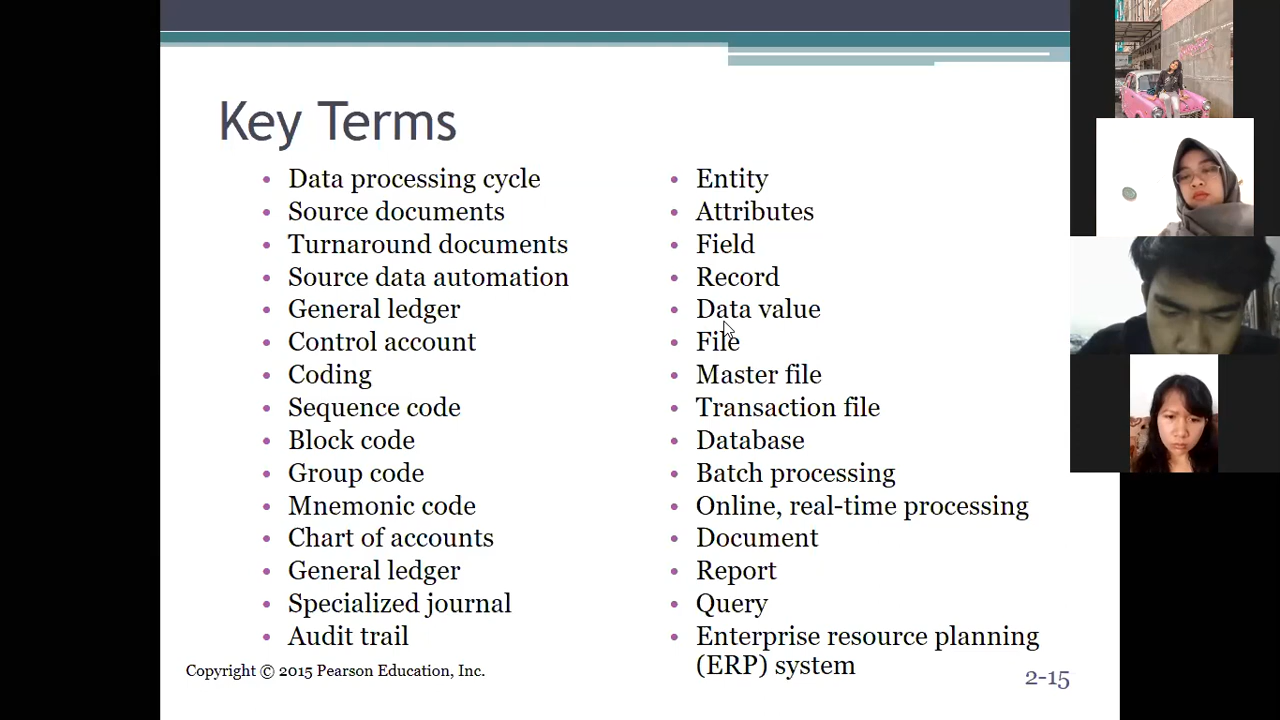 Key Terms
Data processing cycle
Source documents
Turnaround documents
Source data automation
General ledger
Control account
Coding
Sequence code
Block code
Group code
Mnemonic code
Chart of accounts
General ledger
Specialized journal
Audit trail
Entity
Attributes
Field
Record
Data value
File
Master file
Transaction file
Database
Batch processing
Online, real-time processing
Document
Report
Query
Enterprise resource planning
(ERP) system
Copyright © 2015 Pearson Education, Inc.
2-15